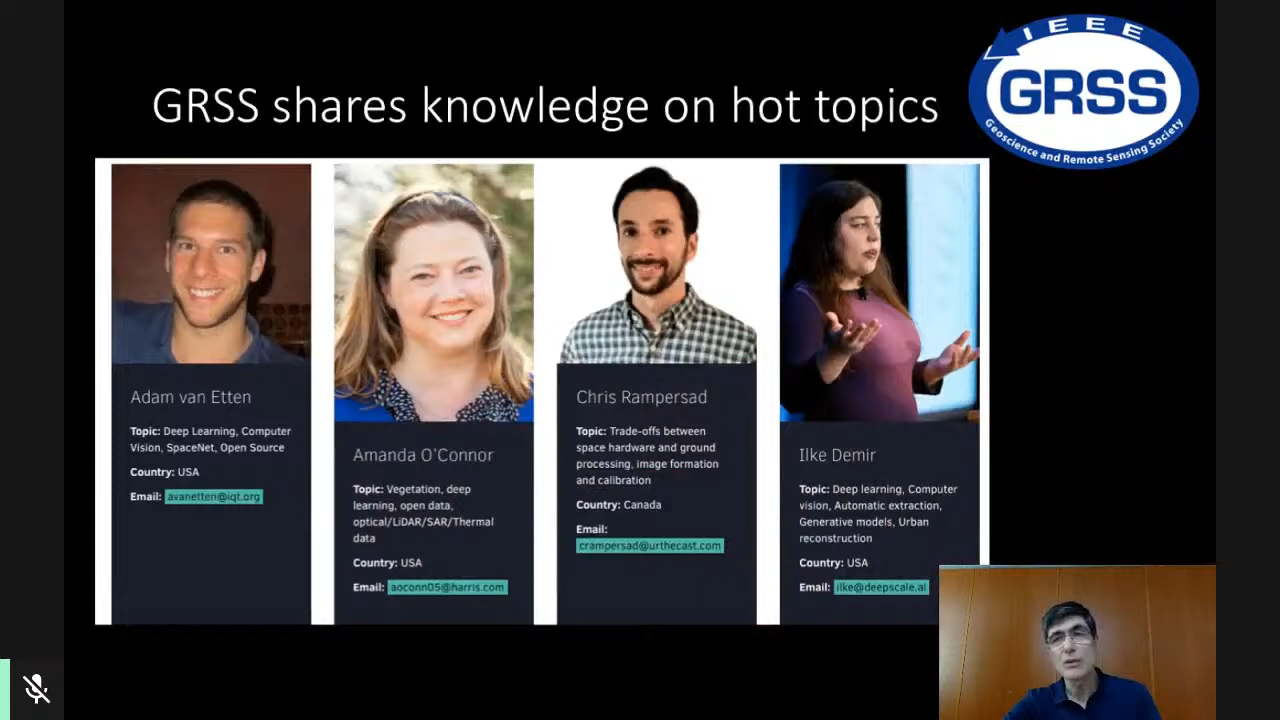 IEEE
GRSS
Geoscience and Remote Sensing Society
GRSS shares knowledge on hot topics
Adam van Etten
Topic: Deep Learning, Computer
Vision, SpaceNet, Open Source
Country: USA
Email: avanetten@iqt.org
Amanda O'Connor
Topic: Vegetation, deep
learning, open data,
optical/LiDAR/SAR/Thermal
data
Country: USA
Email: aoconn05@harris.com
Chris Rampersad
Topic: Trade-offs between
space hardware and ground
processing, image formation
and calibration
Country: Canada
Email:
crampersad@urthecast.com
Ilke Demir
Topic: Deep learning, Computer
vision, Automatic extraction,
Generative models, Urban
reconstruction
Country: USA
Email: ilke@deepscale.ai